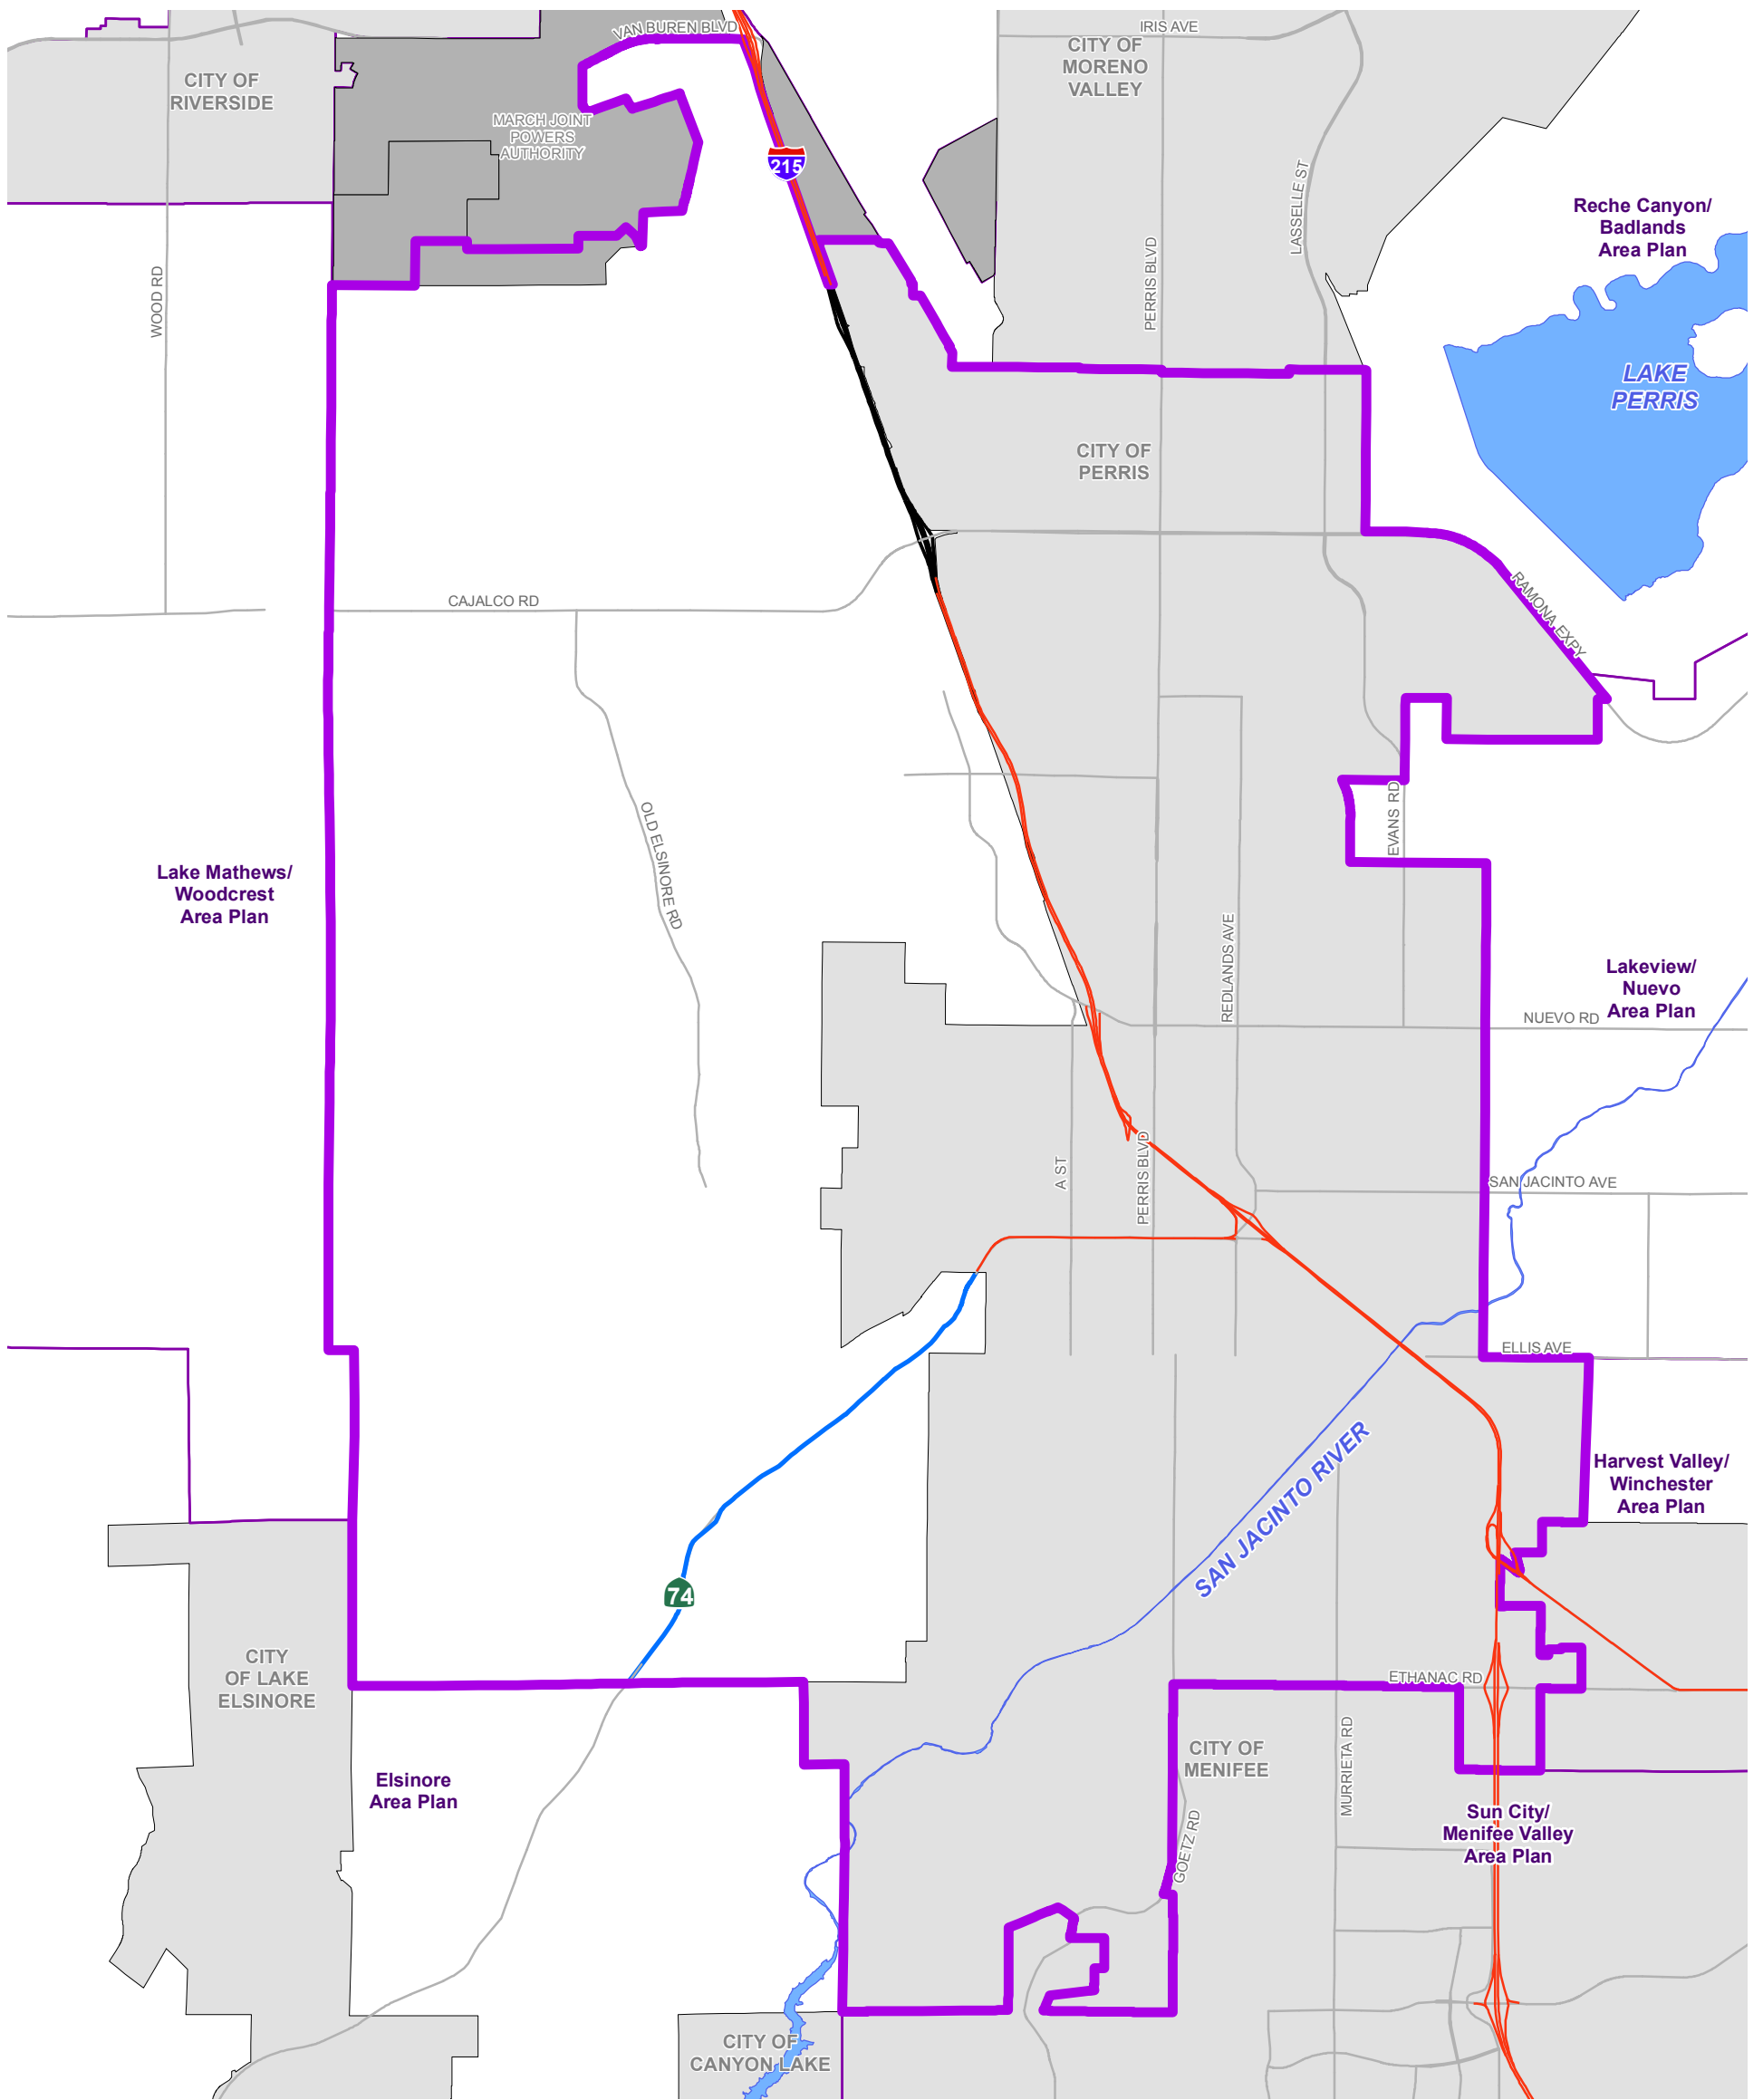 VAN BUREN BLVD
IRIS AVE
CITY OF
MORENO
VALLEY
CITY OF
RIVERSIDE
MARCH JOINT
POWERS
AUTHORITY
215
LASSELLE ST
Reche Canyon/
Badlands
Area Plan
PERRIS BLVD
WOOD RD
LAKE
PERRIS
CITY OF
PERRIS
CAJALCO RD
RAMONA EXPY
EVANS RD
OLD ELSINORE RD
Lake Mathews/
Woodcrest
Area Plan
REDLANDS AVE
Lakeview/
Nuevo
Area Plan
NUEVO RD
A ST
PERRIS BLVD
SAN JACINTO AVE
ELLIS AVE
SAN JACINTO RIVER
Harvest Valley/
Winchester
Area Plan
74
CITY
OF LAKE
ELSINORE
ETHANAC RD
CITY OF
MENIFEE
MURRIETA RD
Elsinore
Area Plan
GOETZ RD
Sun City/
Menifee Valley
Area Plan
CITY OF
CANYON LAKE